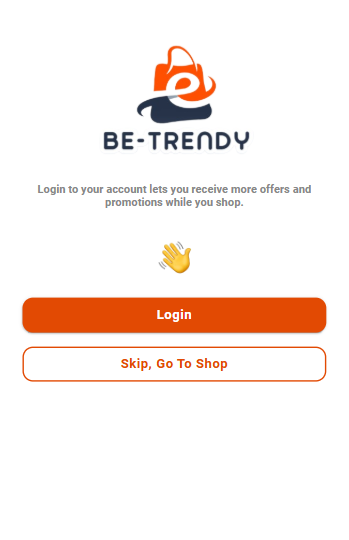 BE-TRENDY
Login to your account lets you receive more offers and
promotions while you shop.
Login
Skip, Go To Shop